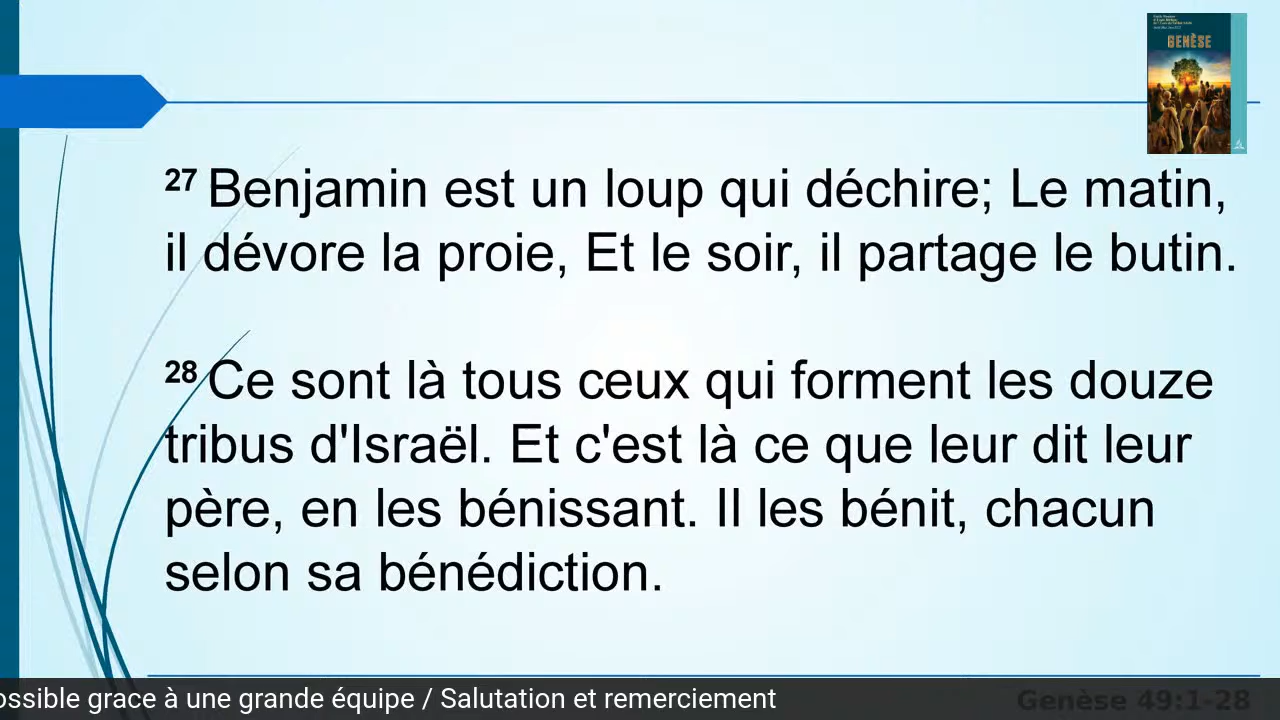 GENÈSE
27 Benjamin est un loup qui déchire; Le matin,
il dévore la proie, Et le soir, il partage le butin.
28 Ce sont là tous ceux qui forment les douze
tribus d'Israël. Et c'est là ce que leur dit leur
père, en les bénissant. Il les bénit, chacun
selon sa bénédiction.
ossible grace à une grande équipe / Salutation et remerciement
Genèse 49:1-28